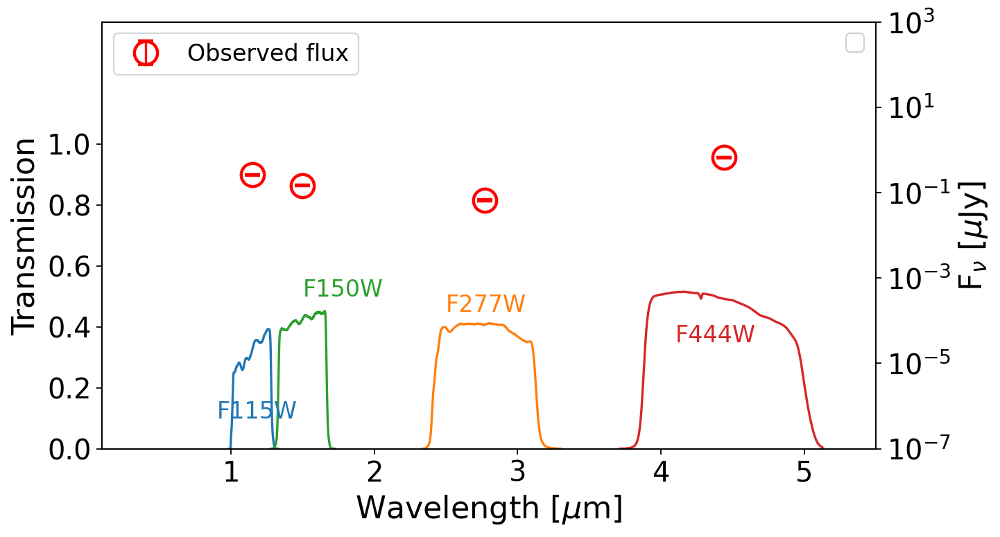 Observed flux
Transmission
1.0
0.8
0.6
0.4
0.2
0.0
F115W
F150W
F277W
F444W
10³
10¹
10⁻¹
10⁻³
10⁻⁵
10⁻⁷
Fᵥ [μJy]
1 2 3 4 5
Wavelength [μm]